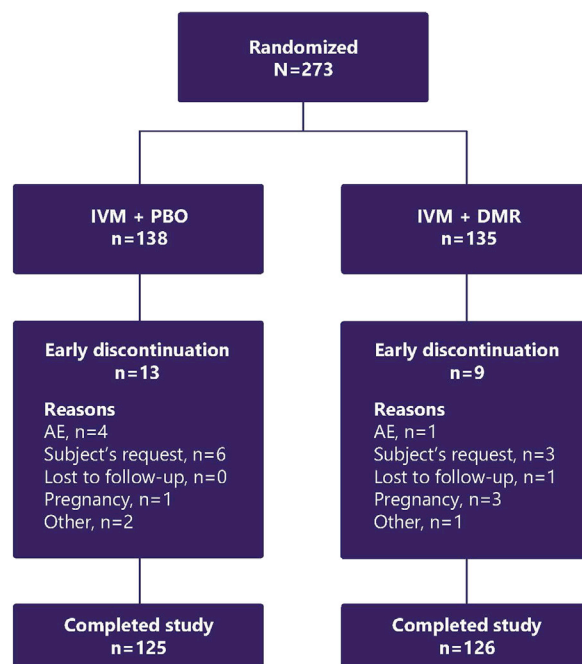 Randomized
N=273
IVM + PBO
n=138
IVM + DMR
n=135
Early discontinuation
n=13
Reasons
AE, n=4
Subject's request, n=6
Lost to follow-up, n=0
Pregnancy, n=1
Other, n=2
Early discontinuation
n=9
Reasons
AE, n=1
Subject's request, n=3
Lost to follow-up, n=1
Pregnancy, n=3
Other, n=1
Completed study
n=125
Completed study
n=126